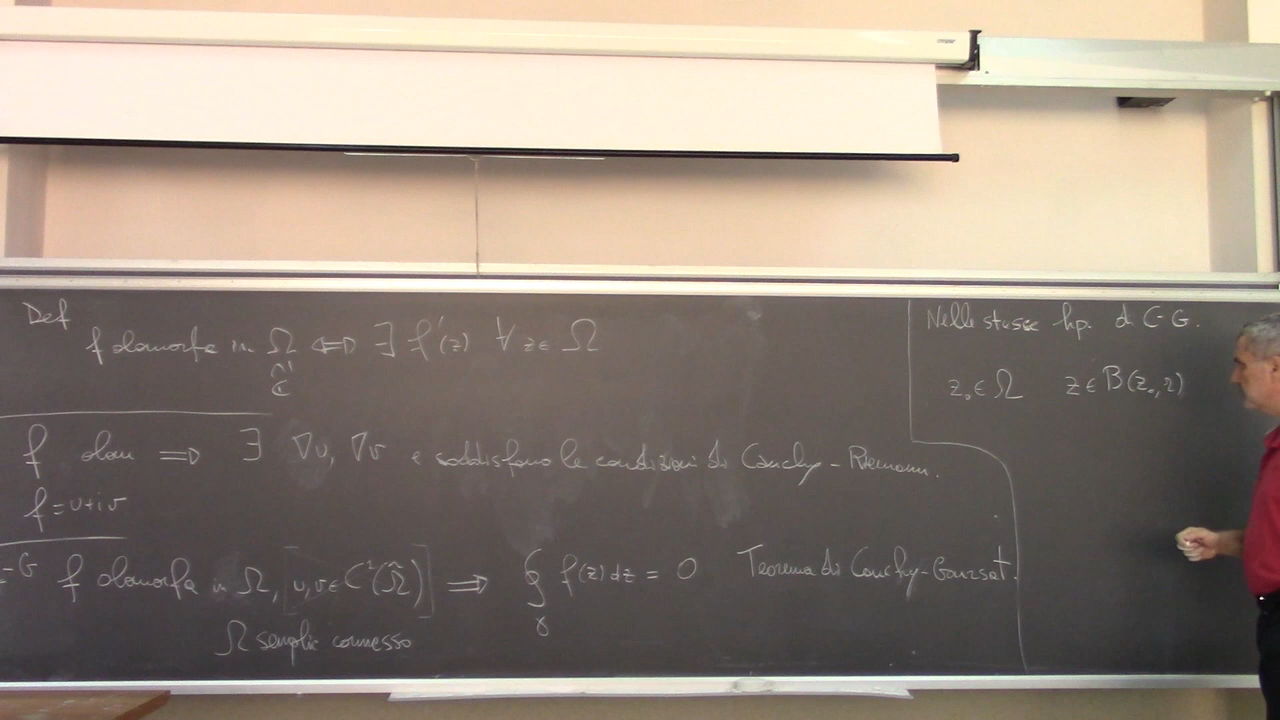 Def
f olomorfa in Ω ⟺ ∃ f'(z) ∀ z ∈ Ω
∩
ℂ
f olom ⟹ ∃ ∇u, ∇v e soddisfano le condizioni di Cauchy - Riemann.
f = u+iv
C-G f olomorfa in Ω, [u,v ∈ C¹(Ω̃)] ⟹ ∮ f(z) dz = 0 Teorema di Cauchy-Goursat.
γ
Ω semplic connesso
Nelle stesse hp. di C-G.
z₀ ∈ Ω z ∈ B(z₀, r)